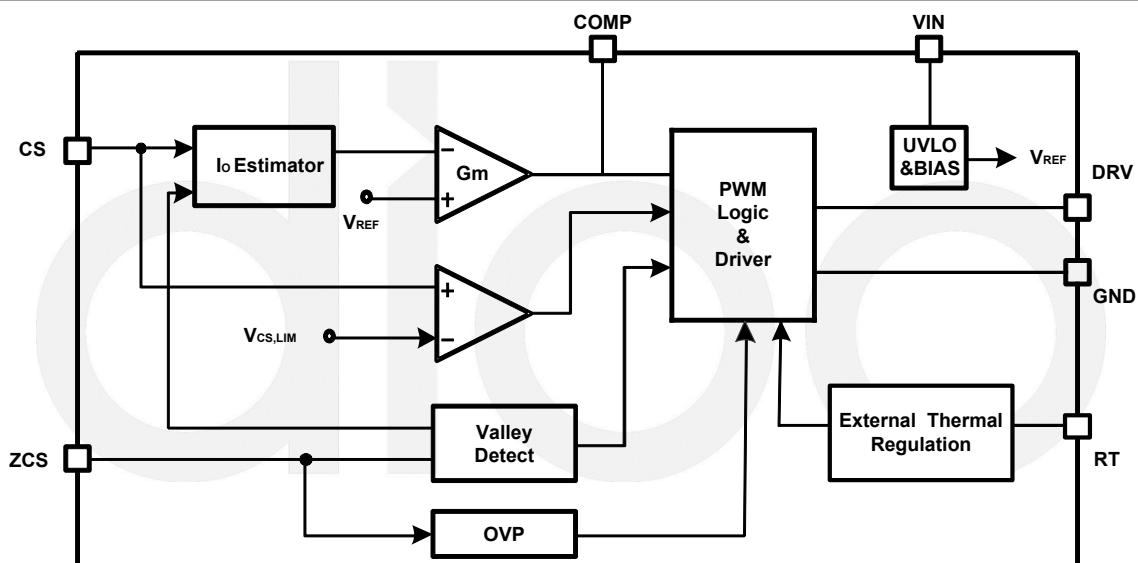 COMP
VIN
CS
Io Estimator
−
Gm
+
VREF
PWM
Logic
&
Driver
UVLO
&BIAS
VREF
DRV
GND
+
VCS,LIM
−
ZCS
Valley
Detect
OVP
External Thermal
Regulation
RT
dioo